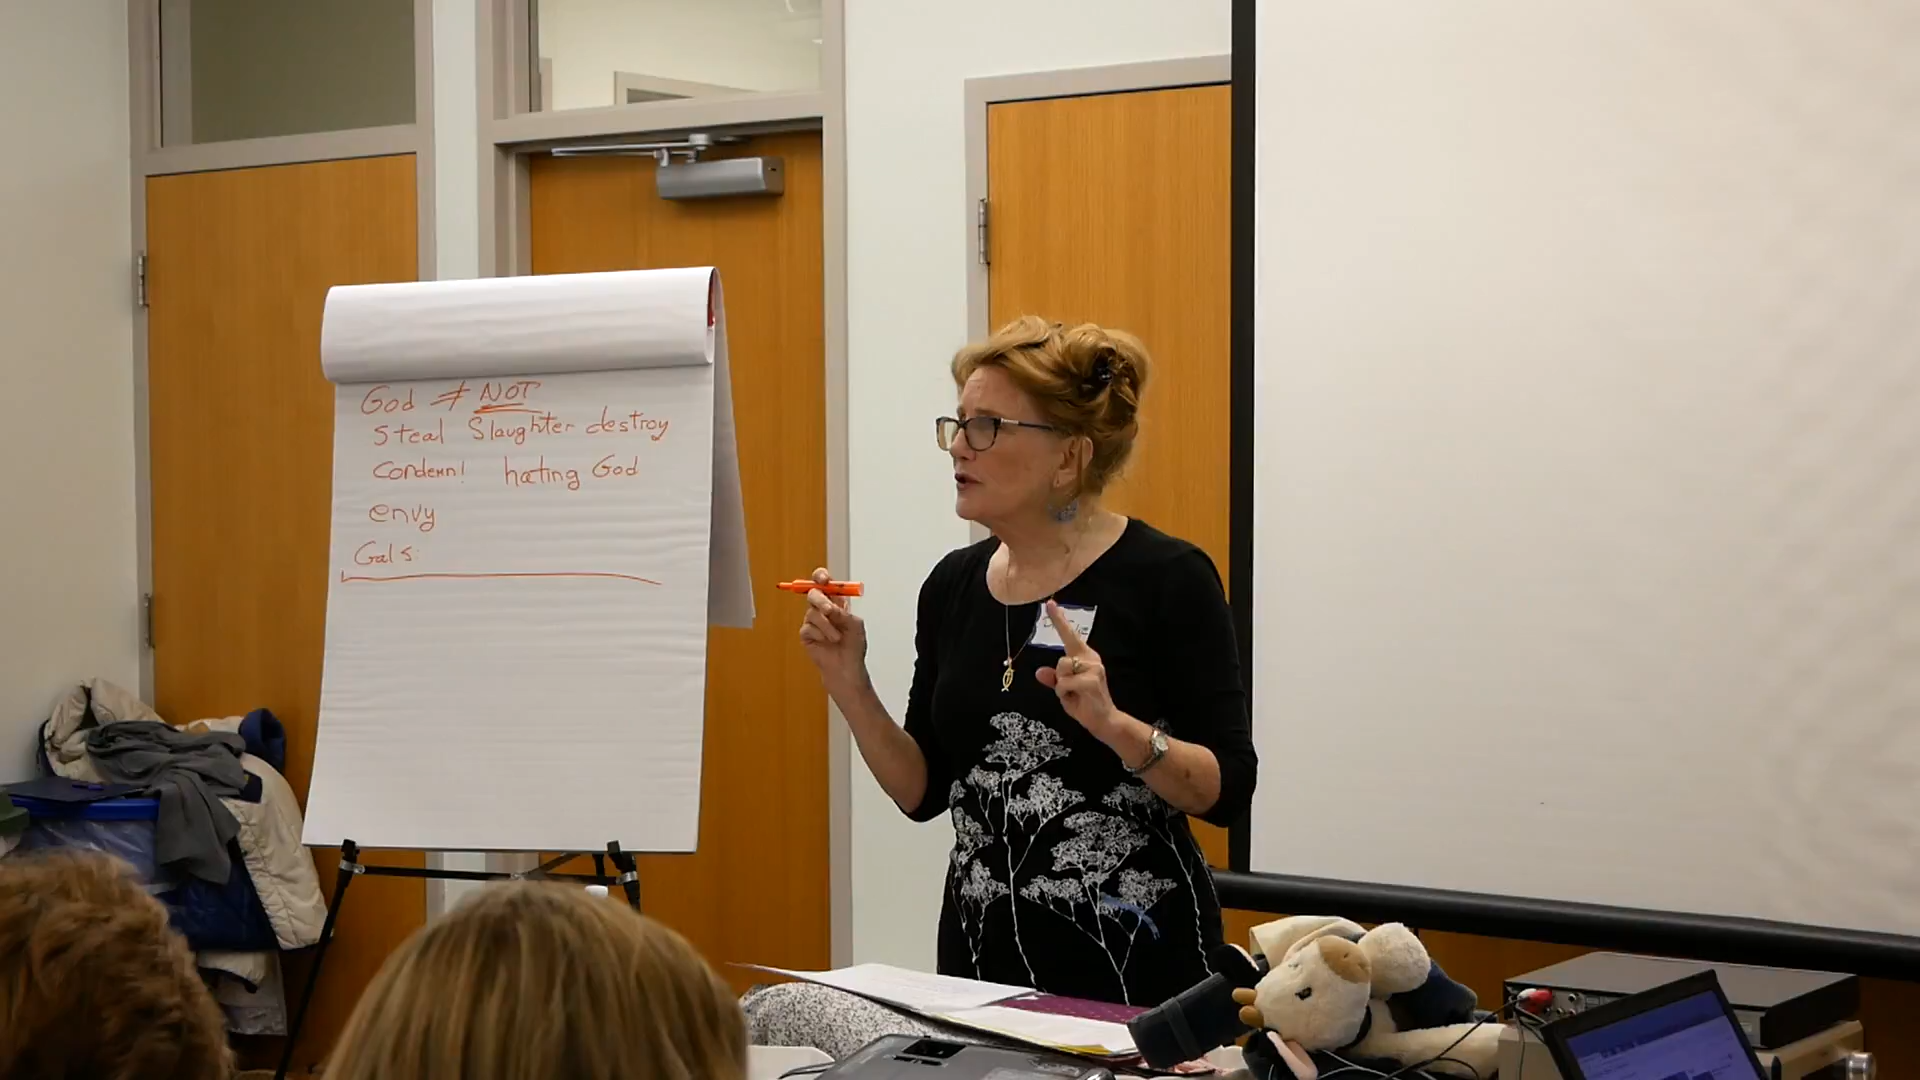 God ≠ NOT
steal Slaughter destroy
Condemn! hating God
envy
Gal 5: